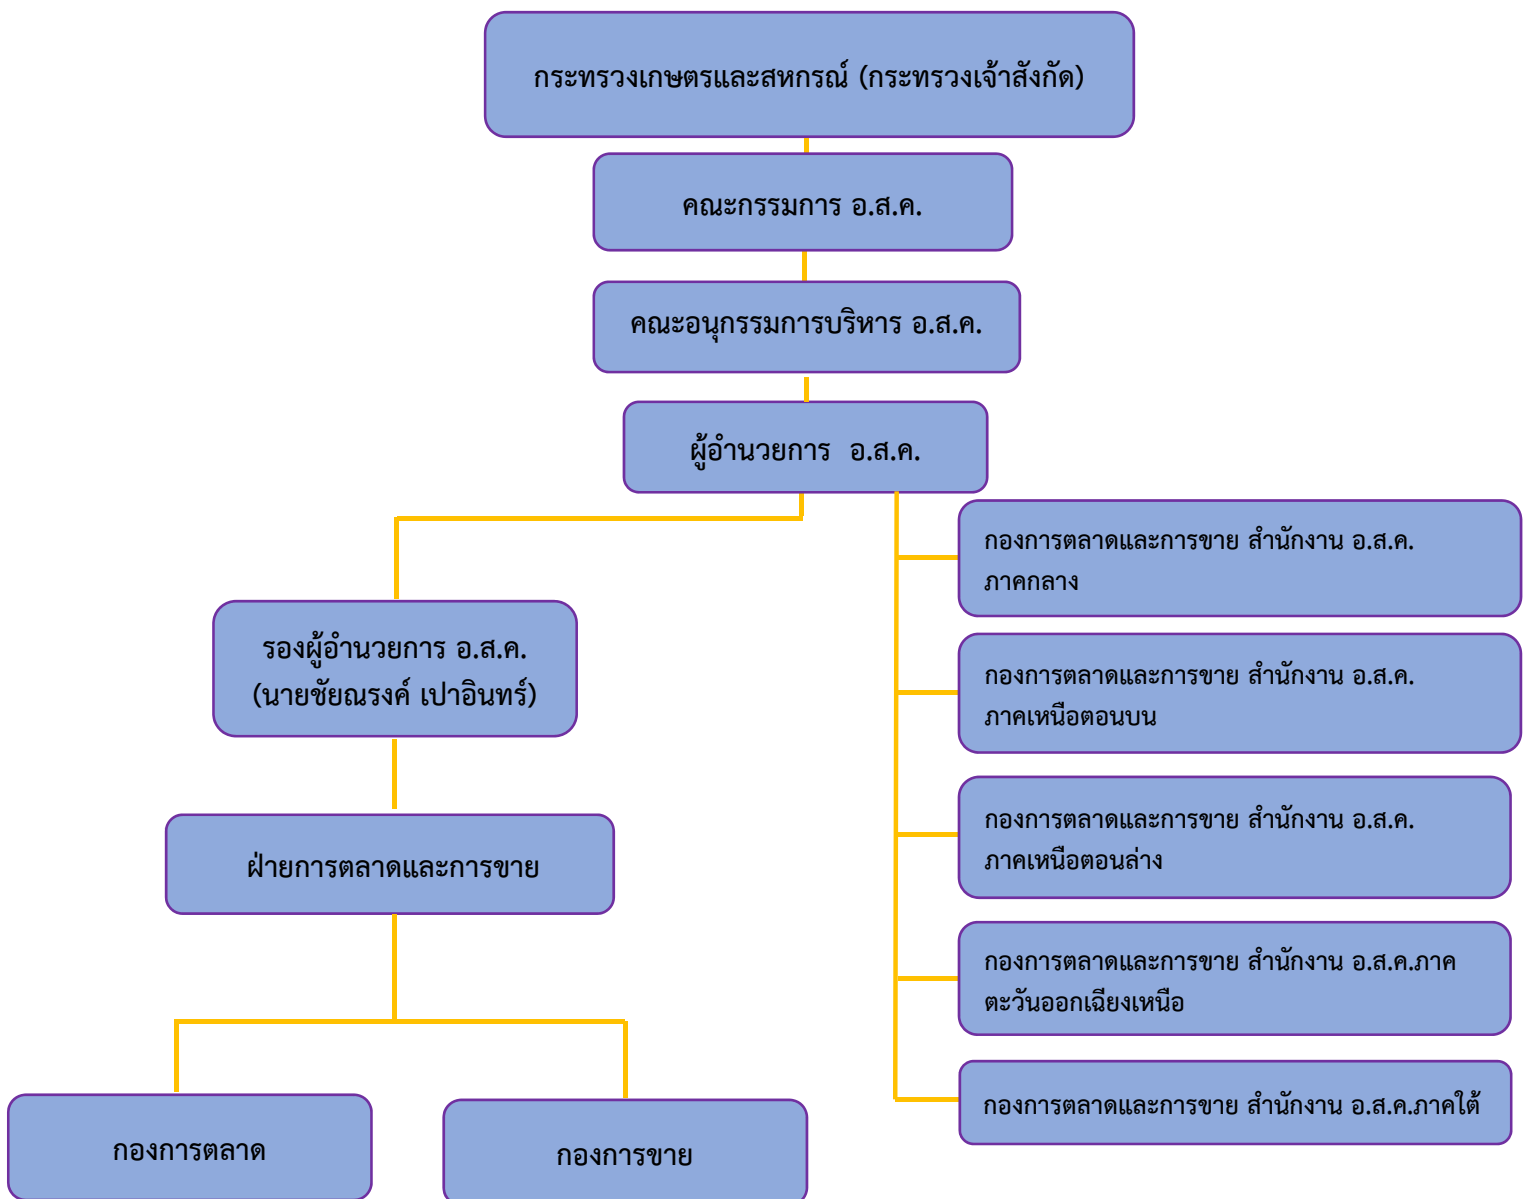 กระทรวงเกษตรและสหกรณ์ (กระทรวงเจ้าสังกัด)
คณะกรรมการ อ.ส.ค.
คณะอนุกรรมการบริหาร อ.ส.ค.
ผู้อำนวยการ อ.ส.ค.
รองผู้อำนวยการ อ.ส.ค.
(นายชัยณรงค์ เปาอินทร์)
ฝ่ายการตลาดและการขาย
กองการตลาด
กองการขาย
กองการตลาดและการขาย สำนักงาน อ.ส.ค.
ภาคกลาง
กองการตลาดและการขาย สำนักงาน อ.ส.ค.
ภาคเหนือตอนบน
กองการตลาดและการขาย สำนักงาน อ.ส.ค.
ภาคเหนือตอนล่าง
กองการตลาดและการขาย สำนักงาน อ.ส.ค.ภาค
ตะวันออกเฉียงเหนือ
กองการตลาดและการขาย สำนักงาน อ.ส.ค.ภาคใต้